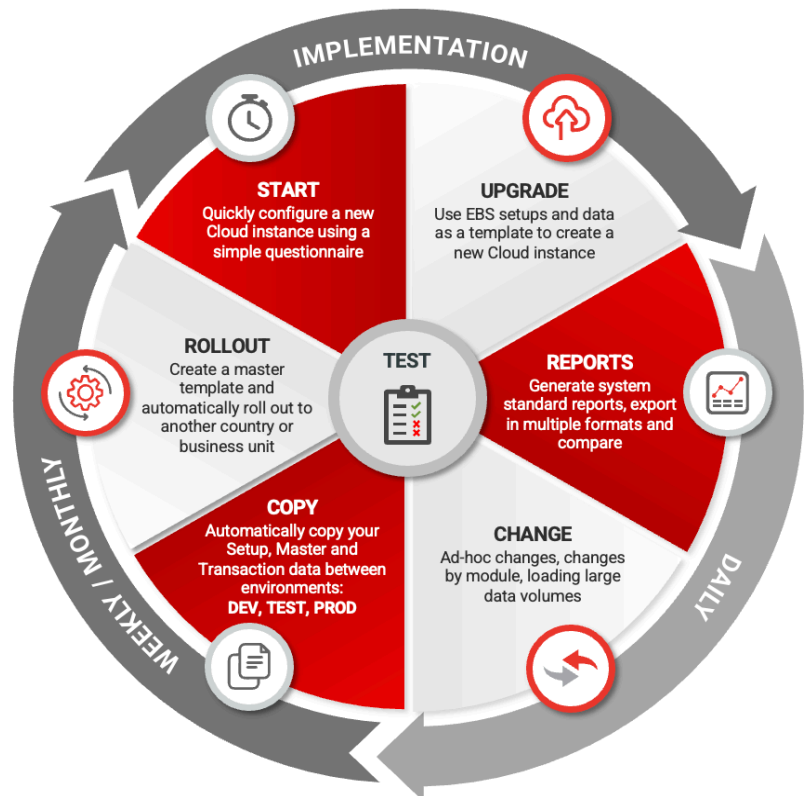 IMPLEMENTATION
START
Quickly configure a new
Cloud instance using a
simple questionnaire
UPGRADE
Use EBS setups and data
as a template to create a
new Cloud instance
ROLLOUT
Create a master
template and
automatically roll out to
another country or
business unit
TEST
REPORTS
Generate system
standard reports, export
in multiple formats and
compare
COPY
Automatically copy your
Setup, Master and
Transaction data between
environments:
DEV, TEST, PROD
CHANGE
Ad-hoc changes, changes
by module, loading large
data volumes
DAILY
WEEKLY / MONTHLY